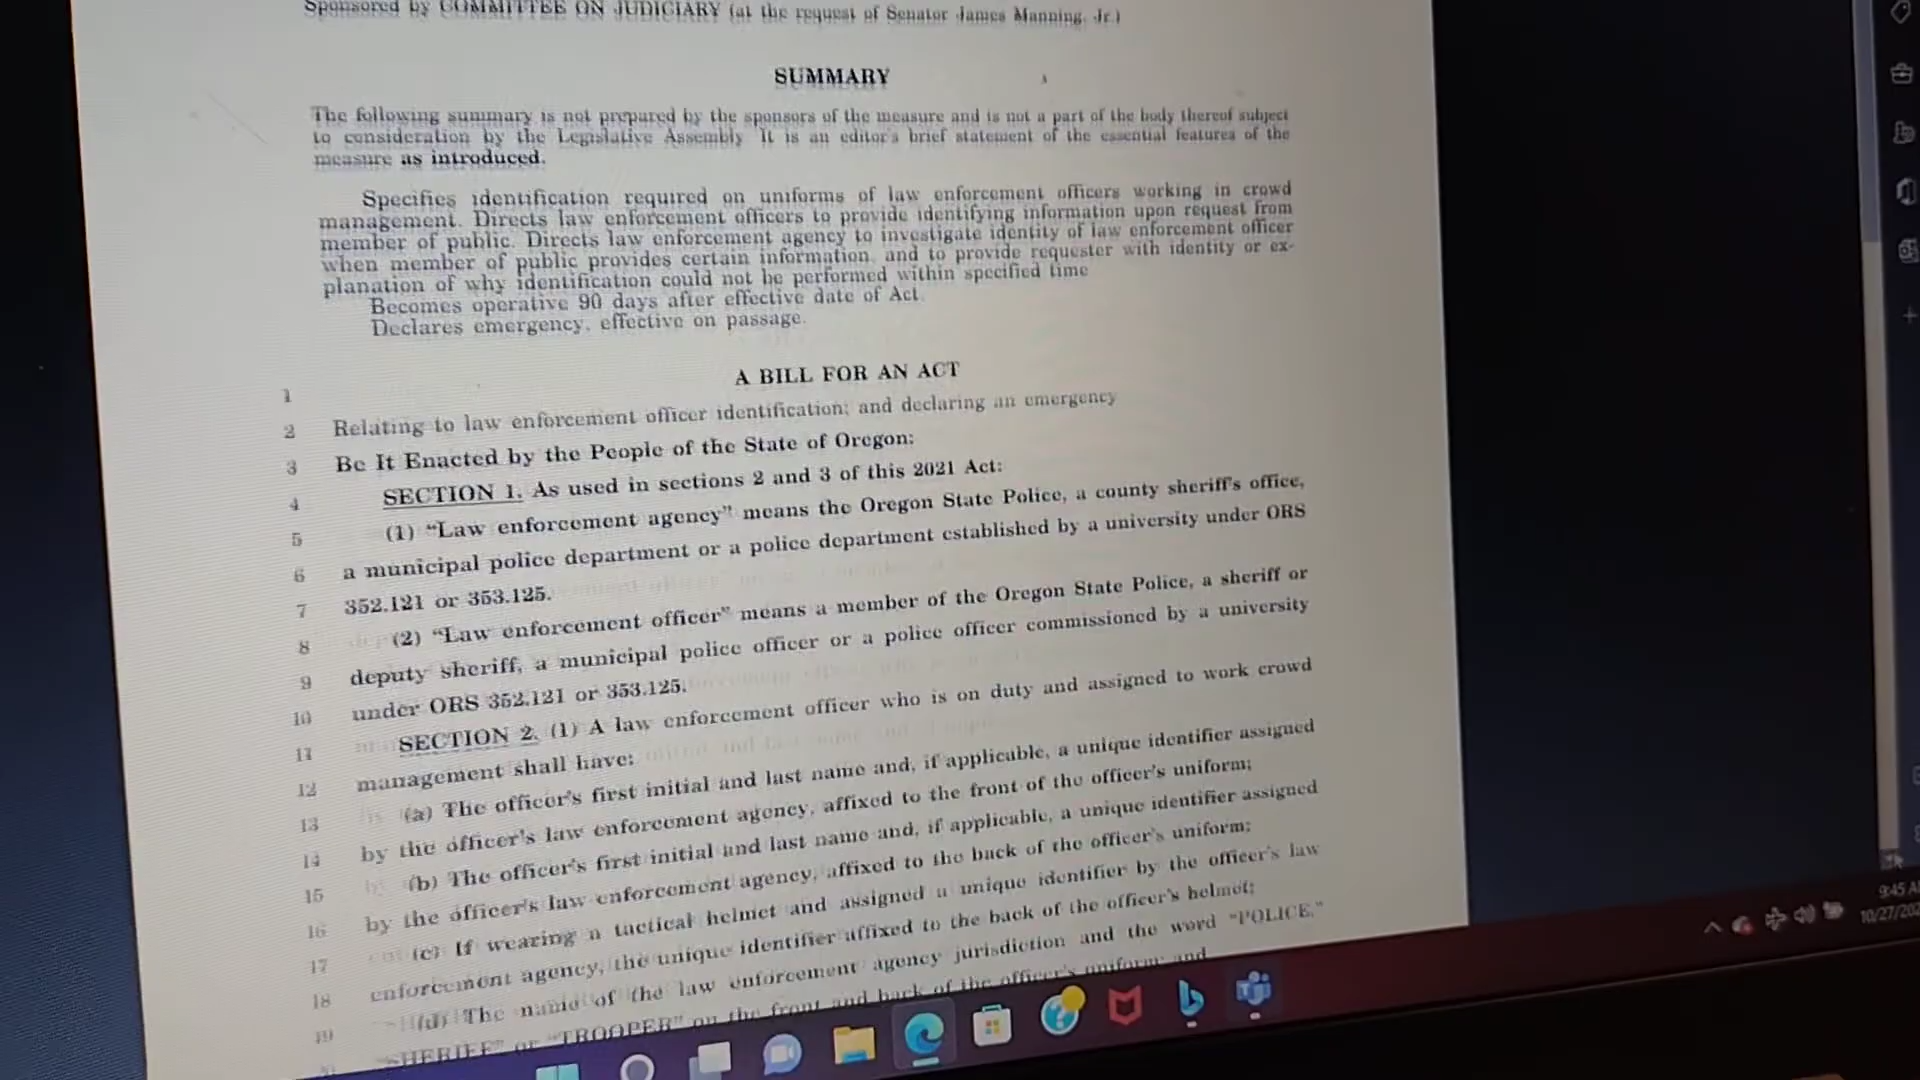 Sponsored by COMMITTEE ON JUDICIARY (at the request of Senator James Manning, Jr.)
SUMMARY
The following summary is not prepared by the sponsors of the measure and is not a part of the body thereof subject
to consideration by the Legislative Assembly. It is an editor's brief statement of the essential features of the
measure as introduced.
Specifies identification required on uniforms of law enforcement officers working in crowd
management. Directs law enforcement officers to provide identifying information upon request from
member of public. Directs law enforcement agency to investigate identity of law enforcement officer
when member of public provides certain information, and to provide requester with identity or ex-
planation of why identification could not be performed within specified time.
Becomes operative 90 days after effective date of Act.
Declares emergency, effective on passage.
1 A BILL FOR AN ACT
2 Relating to law enforcement officer identification; and declaring an emergency.
3 Be It Enacted by the People of the State of Oregon:
4 SECTION 1. As used in sections 2 and 3 of this 2021 Act:
5 (1) “Law enforcement agency” means the Oregon State Police, a county sheriff's office,
6 a municipal police department or a police department established by a university under ORS
7 352.121 or 353.125.
8 (2) “Law enforcement officer” means a member of the Oregon State Police, a sheriff or
9 deputy sheriff, a municipal police officer or a police officer commissioned by a university
10 under ORS 352.121 or 353.125.
11 SECTION 2. (1) A law enforcement officer who is on duty and assigned to work crowd
12 management shall have:
13 (a) The officer's first initial and last name and, if applicable, a unique identifier assigned
14 by the officer's law enforcement agency, affixed to the front of the officer's uniform;
15 (b) The officer's first initial and last name and, if applicable, a unique identifier assigned
16 by the officer's law enforcement agency, affixed to the back of the officer's uniform;
17 (c) If wearing a tactical helmet and assigned a unique identifier by the officer's law
18 enforcement agency, the unique identifier affixed to the back of the officer's helmet;
19 (d) The name of the law enforcement agency jurisdiction and the word “POLICE,”
“SHERIFF” or “TROOPER” on the front and back of the officer's uniform; and
9:45 A
10/27/202